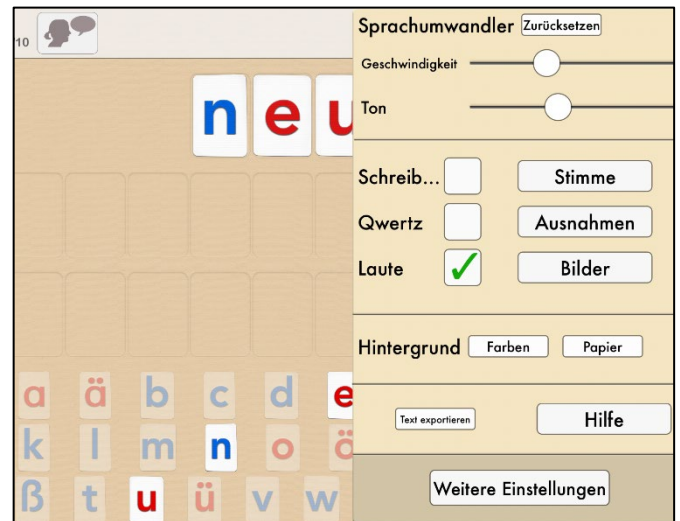 10
n e u
a ä b c d e
k l m n o ö
ß t u ü v w
Sprachumwandler Zurücksetzen
Geschwindigkeit
Ton
Schreib... Stimme
Qwertz Ausnahmen
Laute Bilder
Hintergrund Farben Papier
Text exportieren Hilfe
Weitere Einstellungen